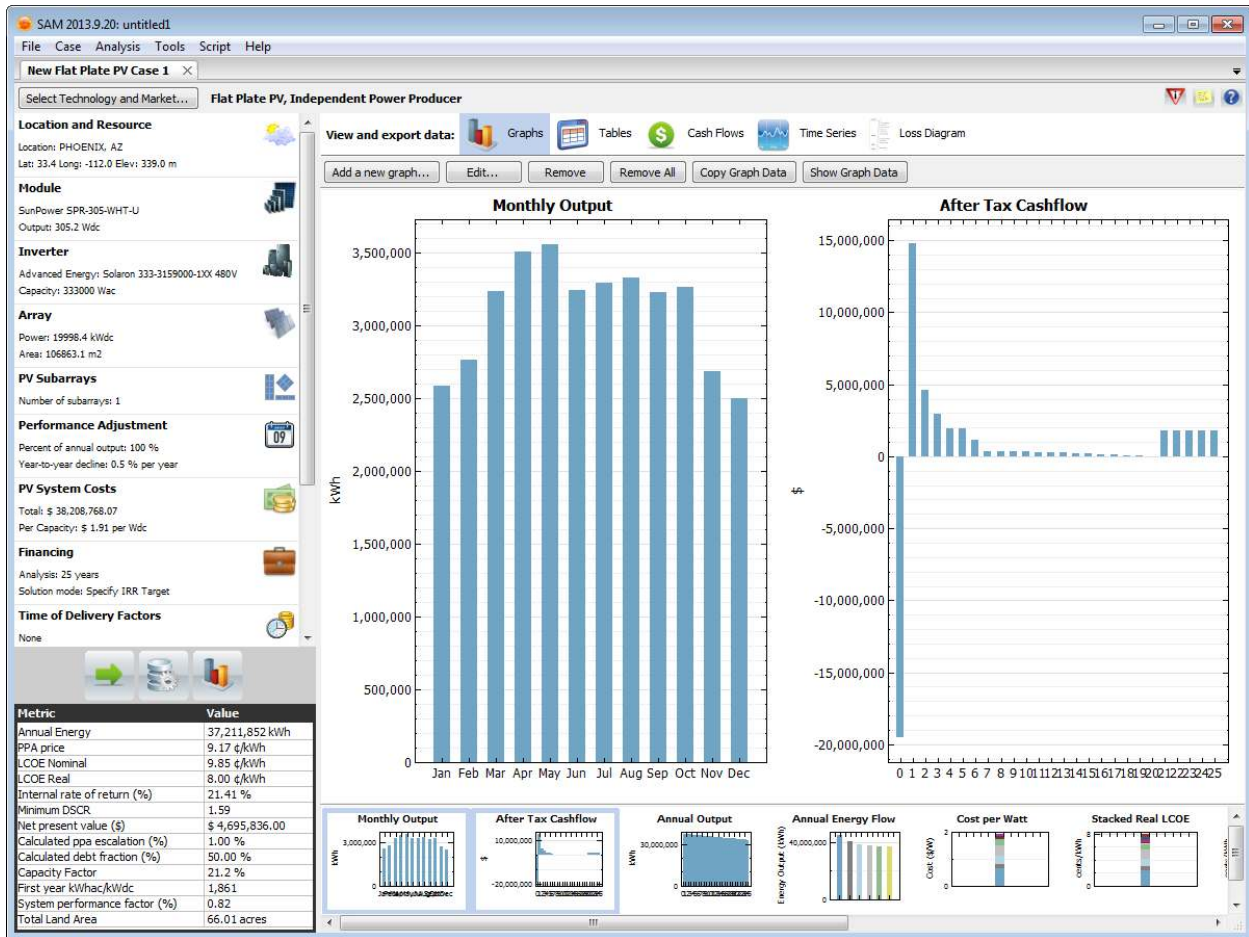 SAM 2013.9.20: untitled1
File Case Analysis Tools Script Help
New Flat Plate PV Case 1
Select Technology and Market... Flat Plate PV, Independent Power Producer
Location and Resource
Location: PHOENIX, AZ
Lat: 33.4 Long: -112.0 Elev: 339.0 m
Module
SunPower SPR-305-WHT-U
Output: 305.2 Wdc
Inverter
Advanced Energy: Solaron 333-3159000-1XX 480V
Capacity: 333000 Wac
Array
Power: 19998.4 kWdc
Area: 106863.1 m2
PV Subarrays
Number of subarrays: 1
Performance Adjustment
Percent of annual output: 100 %
Year-to-year decline: 0.5 % per year
09
PV System Costs
Total: $ 38,208,768.07
Per Capacity: $ 1.91 per Wdc
Financing
Analysis: 25 years
Solution mode: Specify IRR Target
Time of Delivery Factors
None
Metric Value
Annual Energy 37,211,852 kWh
PPA price 9.17 ¢/kWh
LCOE Nominal 9.85 ¢/kWh
LCOE Real 8.00 ¢/kWh
Internal rate of return (%) 21.41 %
Minimum DSCR 1.59
Net present value ($) $ 4,695,836.00
Calculated ppa escalation (%) 1.00 %
Calculated debt fraction (%) 50.00 %
Capacity Factor 21.2 %
First year kWhac/kWdc 1,861
System performance factor (%) 0.82
Total Land Area 66.01 acres
View and export data: Graphs Tables Cash Flows Time Series Loss Diagram
Add a new graph... Edit... Remove Remove All Copy Graph Data Show Graph Data
Monthly Output
3,500,000
3,000,000
2,500,000
2,000,000
1,500,000
1,000,000
500,000
0
kWh
Jan Feb Mar Apr May Jun Jul Aug Sep Oct Nov Dec
After Tax Cashflow
15,000,000
10,000,000
5,000,000
0
-5,000,000
-10,000,000
-15,000,000
-20,000,000
$
0 1 2 3 4 5 6 7 8 9 10 11 12 13 14 15 16 17 18 19 20 21 22 23 24 25
Monthly Output
3,000,000
0
kWh
After Tax Cashflow
10,000,000
-20,000,000
$
Annual Output
30,000,000
0
kWh
Annual Energy Flow
40,000,000
0
Energy Output (kWh)
Cost per Watt
2
0
Cost ($/W)
Stacked Real LCOE
8
0
cents/kWh